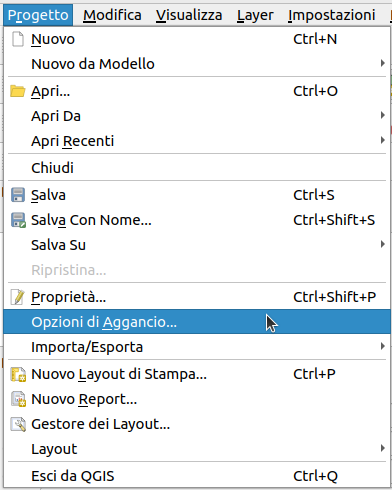 Progetto Modifica Visualizza Layer Impostazioni
Nuovo Ctrl+N
Nuovo da Modello
Apri... Ctrl+O
Apri Da
Apri Recenti
Chiudi
Salva Ctrl+S
Salva Con Nome... Ctrl+Shift+S
Salva Su
Ripristina...
Proprietà... Ctrl+Shift+P
Opzioni di Aggancio...
Importa/Esporta
Nuovo Layout di Stampa... Ctrl+P
Nuovo Report...
Gestore dei Layout...
Layout
Esci da QGIS Ctrl+Q